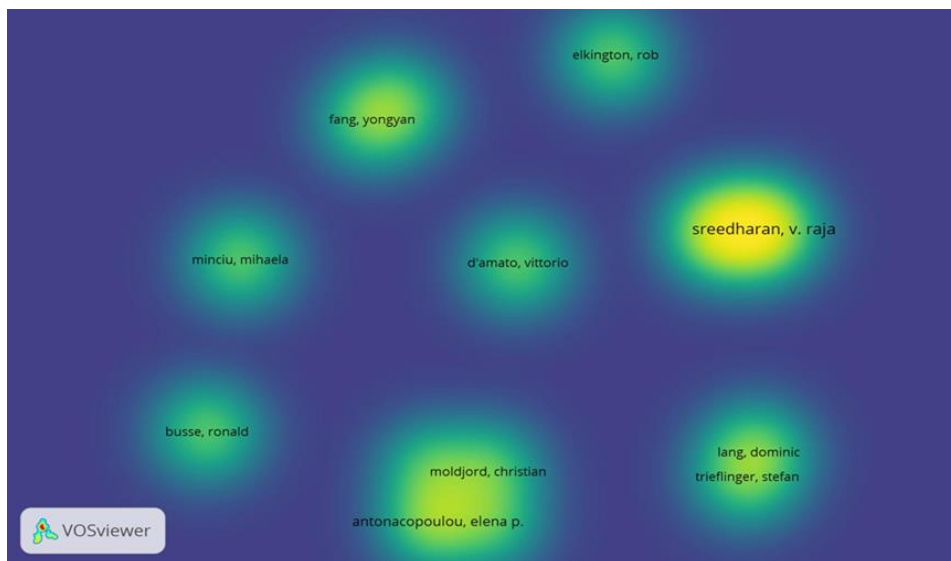 elkington, rob
fang, yongyan
sreedharan, v. raja
minciu, mihaela
d'amato, vittorio
busse, ronald
moldjord, christian
lang, dominic
trieflinger, stefan
antonacopoulou, elena p.
VOSviewer